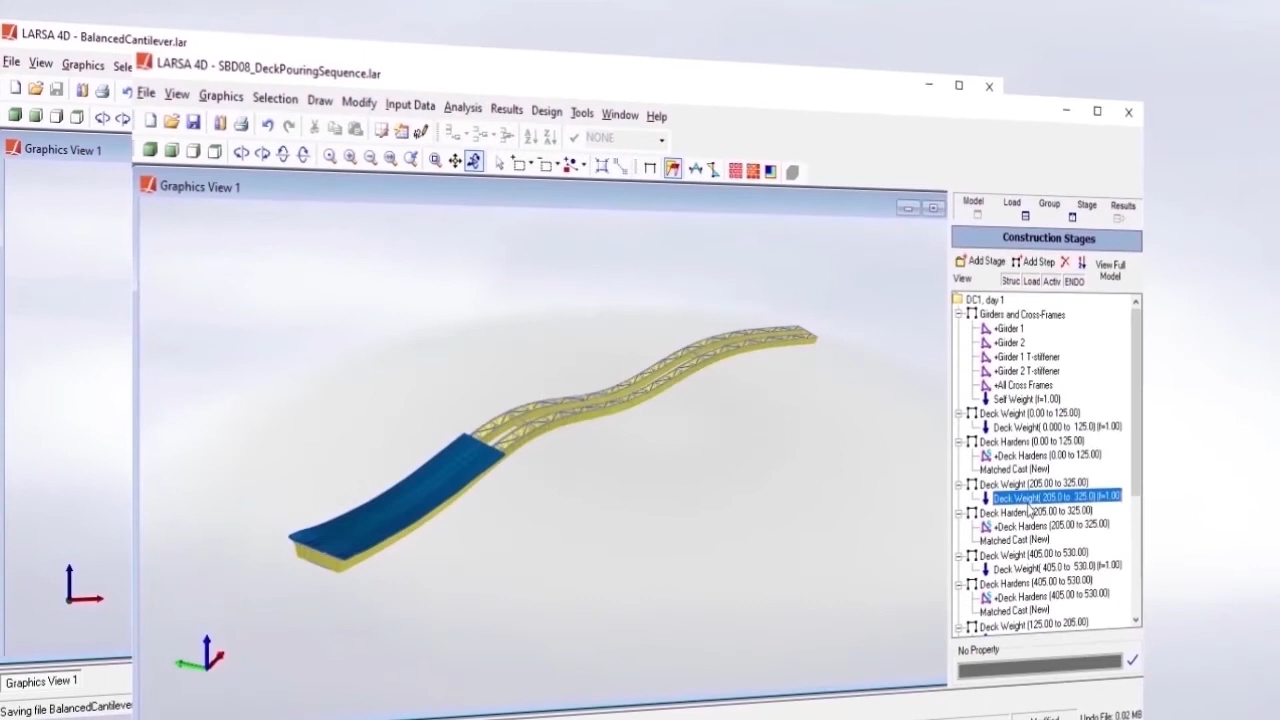 LARSA 4D - BalancedCantilever.lar
File View Graphics Sele
Graphics View 1
Graphics View 1
Saving file BalancedCantilever
LARSA 4D - SBD08_DeckPouringSequence.lar
File View Graphics Selection Draw Modify Input Data Analysis Results Design Tools Window Help
NONE
Graphics View 1
Model Load Group Stage Results
Construction Stages
Add Stage Add Step View Full Model
View Struc Load Activ ENDO
DC1, day 1
Girders and Cross-Frames
+Girder 1
+Girder 2
+Girder 1 T-stiffener
+Girder 2 T-stiffener
+All Cross Frames
Self Weight (f=1.00)
Deck Weight (0.00 to 125.00)
Deck Weight( 0.000 to 125.0) (f=1.00)
Deck Hardens (0.00 to 125.00)
+Deck Hardens (0.00 to 125.00)
Matched Cast (New)
Deck Weight (205.00 to 325.00)
Deck Weight( 205.0 to 325.0) (f=1.00)
Deck Hardens (205.00 to 325.00)
+Deck Hardens (205.00 to 325.00)
Matched Cast (New)
Deck Weight (405.00 to 530.00)
Deck Weight( 405.0 to 530.0) (f=1.00)
Deck Hardens (405.00 to 530.00)
+Deck Hardens (405.00 to 530.00)
Matched Cast (New)
Deck Weight (125.00 to 205.00)
No Property
Undo File: 0.02 MB